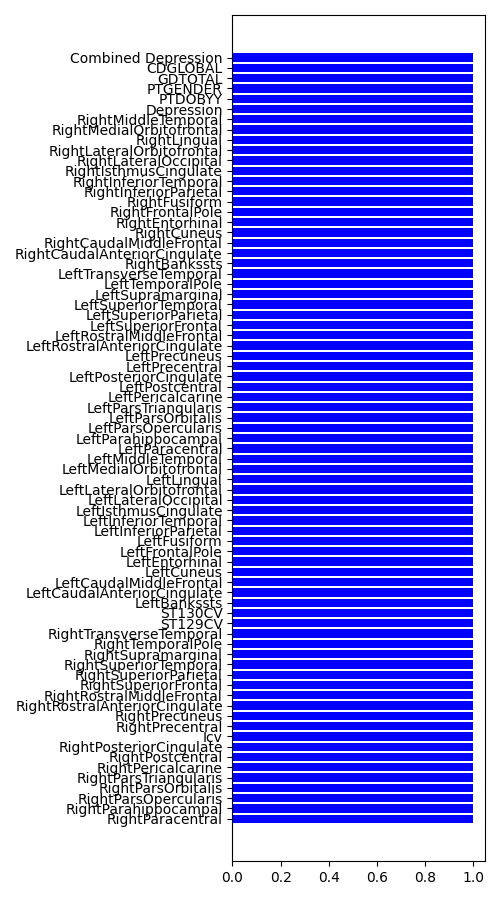 Combined Depression
CDGLOBAL
GDTOTAL
PTGENDER
PTDOBYY
Depression
RightMiddleTemporal
RightMedialOrbitofrontal
RightLingual
RightLateralOrbitofrontal
RightLateralOccipital
RightIsthmusCingulate
RightInferiorTemporal
RightInferiorParietal
RightFusiform
RightFrontalPole
RightEntorhinal
RightCuneus
RightCaudalMiddleFrontal
RightCaudalAnteriorCingulate
RightBankssts
LeftTransverseTemporal
LeftTemporalPole
LeftSupramarginal
LeftSuperiorTemporal
LeftSuperiorParietal
LeftSuperiorFrontal
LeftRostralMiddleFrontal
LeftRostralAnteriorCingulate
LeftPrecuneus
LeftPrecentral
LeftPosteriorCingulate
LeftPostcentral
LeftPericalcarine
LeftParsTriangularis
LeftParsOrbitalis
LeftParsOpercularis
LeftParahippocampal
LeftParacentral
LeftMiddleTemporal
LeftMedialOrbitofrontal
LeftLingual
LeftLateralOrbitofrontal
LeftLateralOccipital
LeftIsthmusCingulate
LeftInferiorTemporal
LeftInferiorParietal
LeftFusiform
LeftFrontalPole
LeftEntorhinal
LeftCuneus
LeftCaudalMiddleFrontal
LeftCaudalAnteriorCingulate
LeftBankssts
ST130CV
ST129CV
RightTransverseTemporal
RightTemporalPole
RightSupramarginal
RightSuperiorTemporal
RightSuperiorParietal
RightSuperiorFrontal
RightRostralMiddleFrontal
RightRostralAnteriorCingulate
RightPrecuneus
RightPrecentral
Icv
RightPosteriorCingulate
RightPostcentral
RightPericalcarine
RightParsTriangularis
RightParsOrbitalis
RightParsOpercularis
RightParahippocampal
RightParacentral
0.0 0.2 0.4 0.6 0.8 1.0